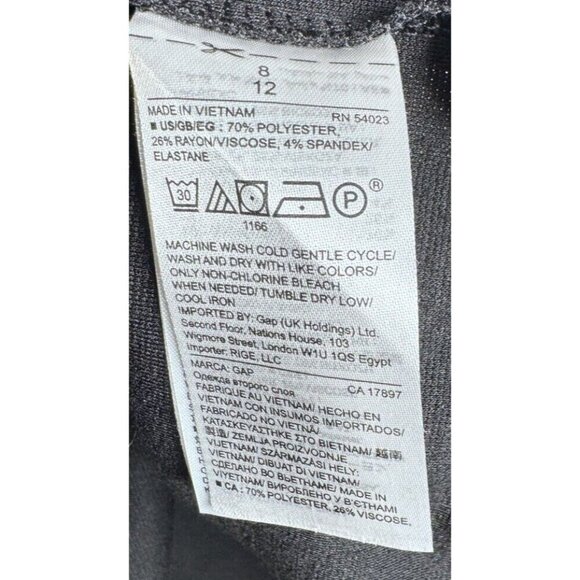 8
12
MADE IN VIETNAM RN 54023
■ US/GB/EG : 70% POLYESTER,
26% RAYON/VISCOSE, 4% SPANDEX/
ELASTANE
30 P ®
1166
MACHINE WASH COLD GENTLE CYCLE/
WASH AND DRY WITH LIKE COLORS/
ONLY NON-CHLORINE BLEACH
WHEN NEEDED/ TUMBLE DRY LOW/
COOL IRON
IMPORTED BY: Gap (UK Holdings) Ltd.
Second Floor, Nations House, 103
Wigmore Street, London W1U 1QS Egypt
Importer: RIGE, LLC
MARCA: GAP
Одежда второго слоя CA 17897
FABRIQUE AU VIETNAM/ HECHO EN
VIETNAM CON INSUMOS IMPORTADOS/
FABRICADO NO VIETNÃ/
ΚΑΤΑΣΚΕΥΑΣΤΗΚΕ ΣΤΟ ΒΙΕΤΝΑΜ/ 越南
製造/ ZEMLJA PROIZVODNJE
VIJETNAM/ SZÁRMAZÁSI HELY:
VIETNAM/ DIBUAT DI VIETNAM/
СДЕЛАНО ВО ВЬЕТНАМЕ/ MADE IN
VIYETNAM/ ВИРОБЛЕНО У В'ЄТНАМІ
■ CA : 70% POLYESTER, 26% VISCOSE,